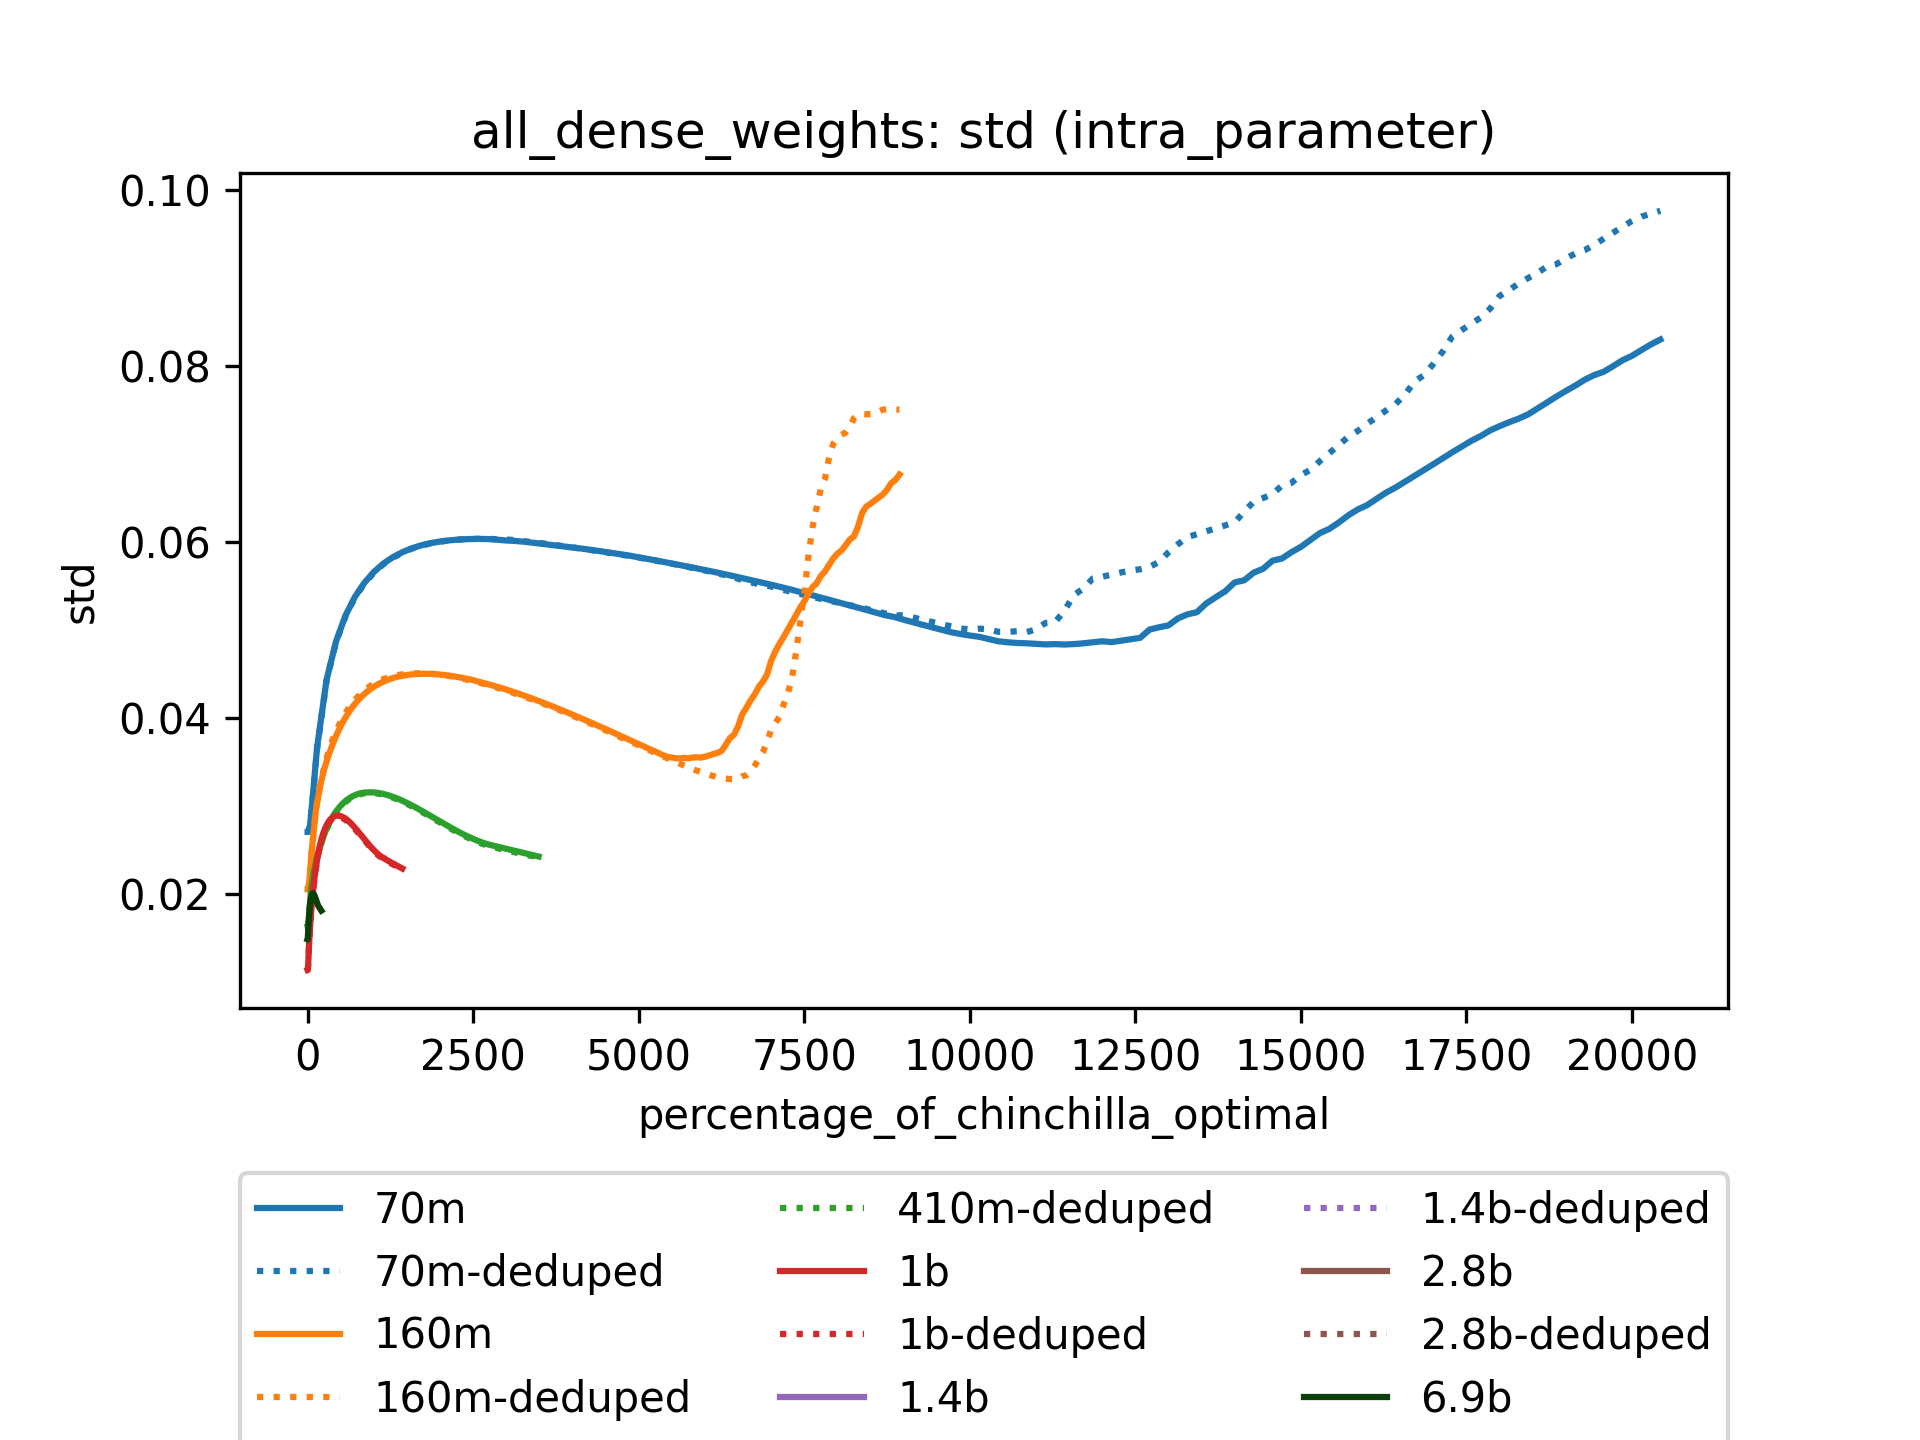 all_dense_weights: std (intra_parameter)
0.10
0.08
0.06
0.04
0.02
std
0 2500 5000 7500 10000 12500 15000 17500 20000
percentage_of_chinchilla_optimal
70m 410m-deduped 1.4b-deduped
70m-deduped 1b 2.8b
160m 1b-deduped 2.8b-deduped
160m-deduped 1.4b 6.9b